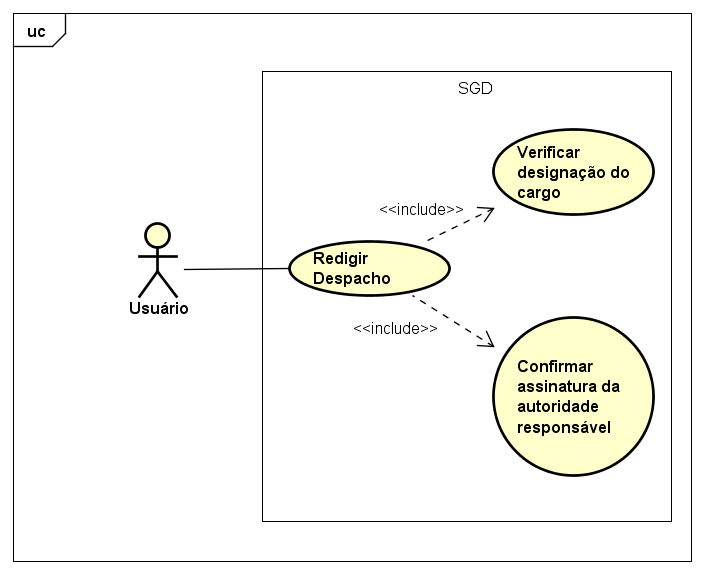 uc
SGD
Verificar
designação do
cargo
<<include>>
Redigir
Despacho
Usuário
<<include>>
Confirmar
assinatura da
autoridade
responsável